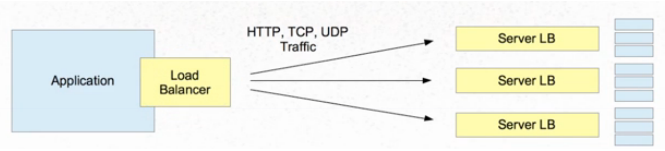 HTTP, TCP, UDP
Traffic
Application
Load
Balancer
Server LB
Server LB
Server LB